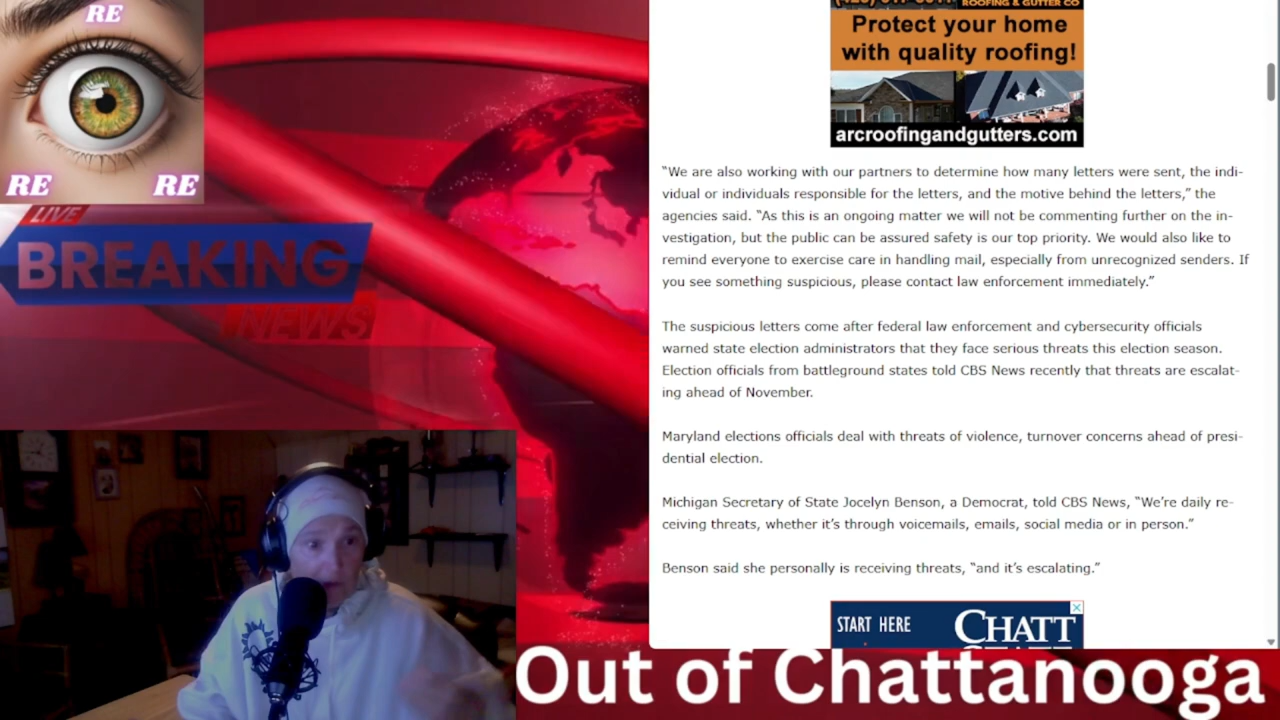 RE
RE
RE
LIVE
BREAKING
NEWS
ROOFING & GUTTER CO
Protect your home
with quality roofing!
arcroofingandgutters.com
“We are also working with our partners to determine how many letters were sent, the indi-
vidual or individuals responsible for the letters, and the motive behind the letters,” the
agencies said. “As this is an ongoing matter we will not be commenting further on the in-
vestigation, but the public can be assured safety is our top priority. We would also like to
remind everyone to exercise care in handling mail, especially from unrecognized senders. If
you see something suspicious, please contact law enforcement immediately.”
The suspicious letters come after federal law enforcement and cybersecurity officials
warned state election administrators that they face serious threats this election season.
Election officials from battleground states told CBS News recently that threats are escalat-
ing ahead of November.
Maryland elections officials deal with threats of violence, turnover concerns ahead of presi-
dential election.
Michigan Secretary of State Jocelyn Benson, a Democrat, told CBS News, “We’re daily re-
ceiving threats, whether it’s through voicemails, emails, social media or in person.”
Benson said she personally is receiving threats, “and it’s escalating.”
START HERE
CHATT
Out of Chattanooga